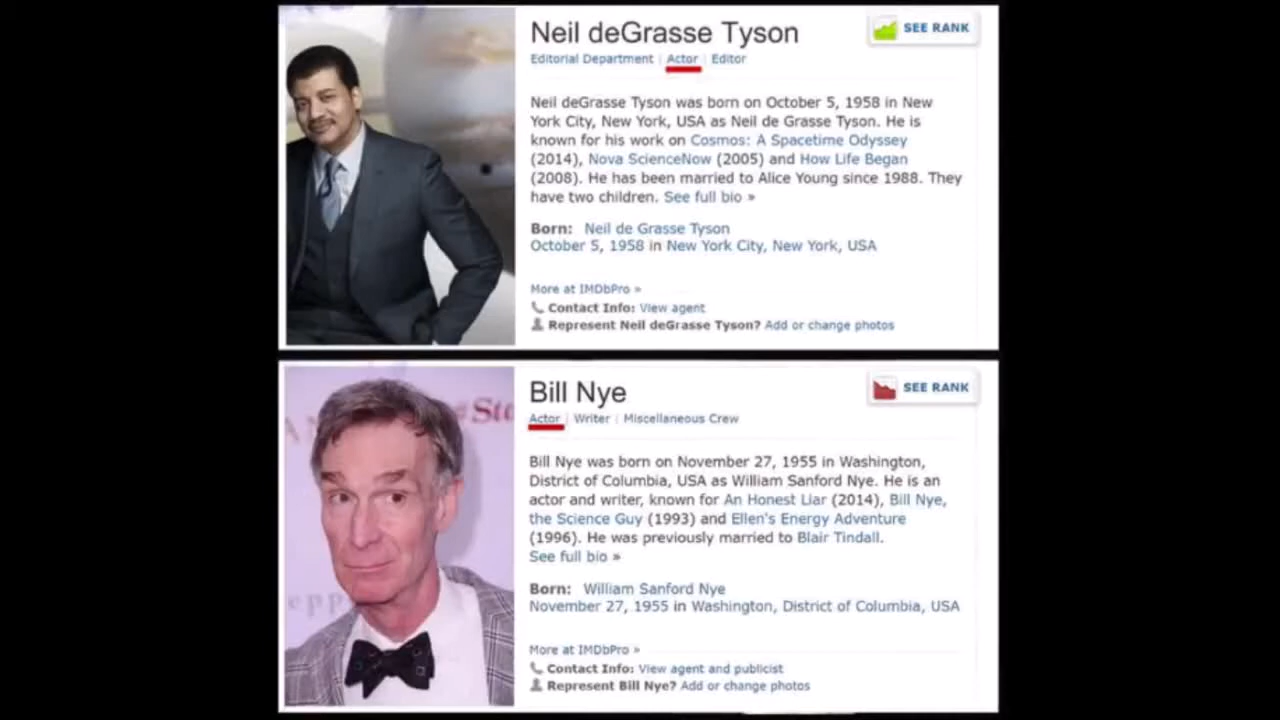 Neil deGrasse Tyson
SEE RANK
Editorial Department | Actor | Editor
Neil deGrasse Tyson was born on October 5, 1958 in New
York City, New York, USA as Neil de Grasse Tyson. He is
known for his work on Cosmos: A Spacetime Odyssey
(2014), Nova ScienceNow (2005) and How Life Began
(2008). He has been married to Alice Young since 1988. They
have two children. See full bio »
Born: Neil de Grasse Tyson
October 5, 1958 in New York City, New York, USA
More at IMDbPro »
Contact Info: View agent
Represent Neil deGrasse Tyson? Add or change photos
#Sto
epp
Bill Nye
SEE RANK
Actor | Writer | Miscellaneous Crew
Bill Nye was born on November 27, 1955 in Washington,
District of Columbia, USA as William Sanford Nye. He is an
actor and writer, known for An Honest Liar (2014), Bill Nye,
the Science Guy (1993) and Ellen's Energy Adventure
(1996). He was previously married to Blair Tindall.
See full bio »
Born: William Sanford Nye
November 27, 1955 in Washington, District of Columbia, USA
More at IMDbPro »
Contact Info: View agent and publicist
Represent Bill Nye? Add or change photos